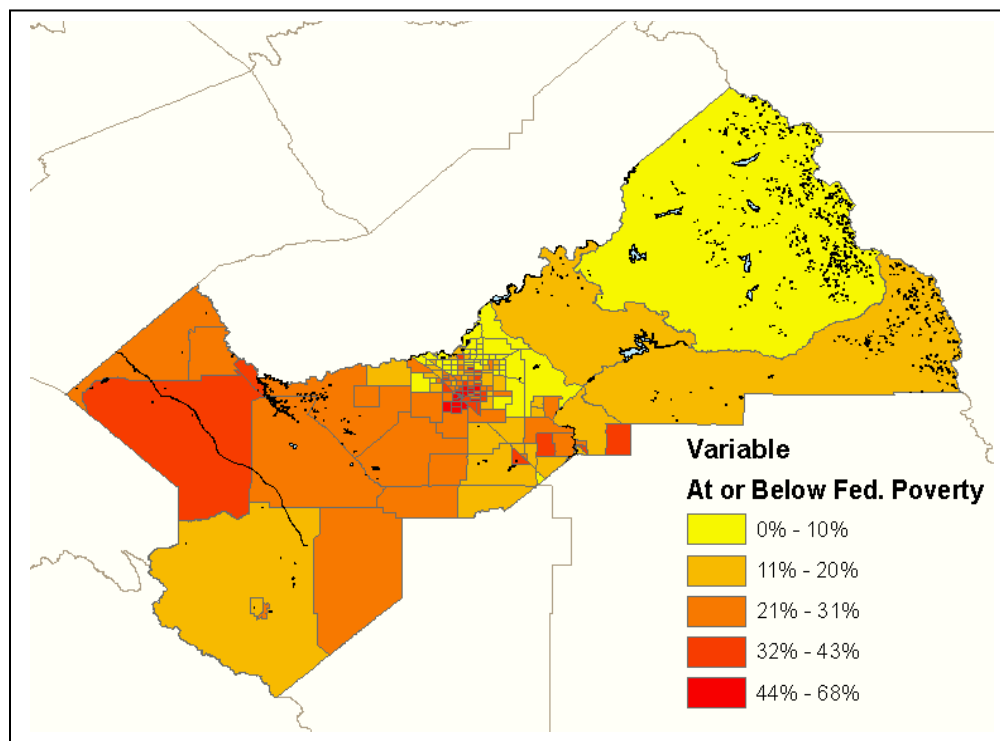 Variable
At or Below Fed. Poverty
0% - 10%
11% - 20%
21% - 31%
32% - 43%
44% - 68%